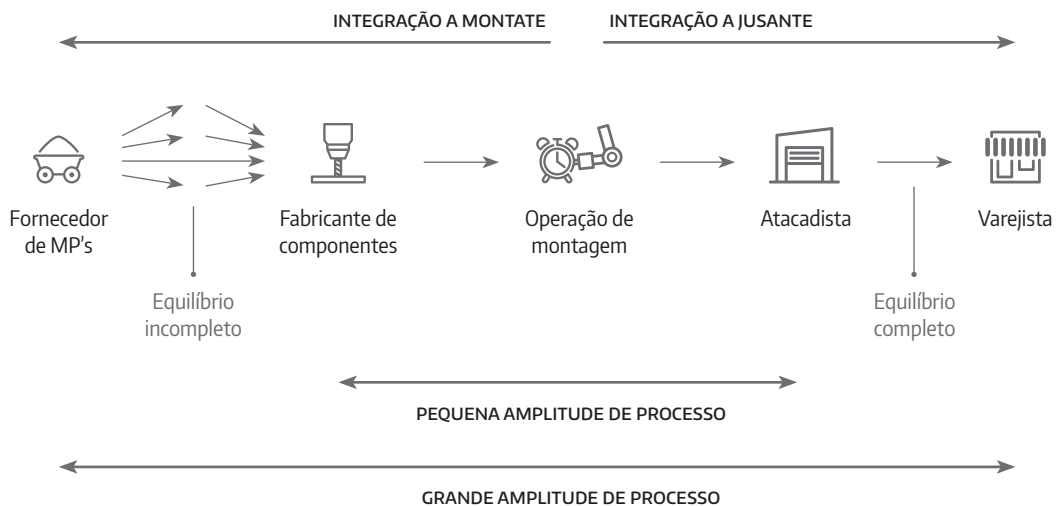 INTEGRAÇÃO A MONTATE
INTEGRAÇÃO A JUSANTE
Fornecedor
de MP's
Fabricante de
componentes
Operação de
montagem
Atacadista
Varejista
Equilíbrio
incompleto
Equilíbrio
completo
PEQUENA AMPLITUDE DE PROCESSO
GRANDE AMPLITUDE DE PROCESSO